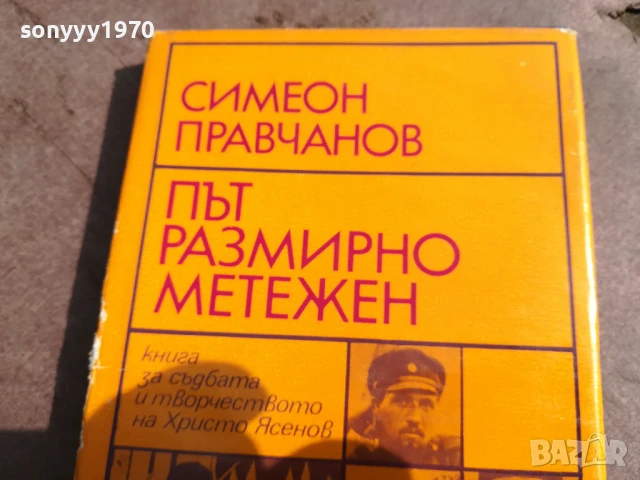 sonyyy1970
СИМЕОН
ПРАВЧАНОВ
ПЪТ
РАЗМИРНО
МЕТЕЖЕН
книга
за съдбата
и творчеството
на Христо Ясенов
BAZAR